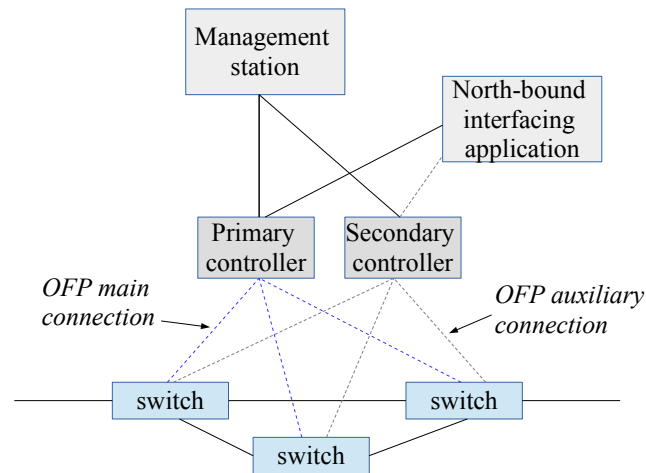 Management
station
North-bound
interfacing
application
Primary
controller
Secondary
controller
OFP main
connection
OFP auxiliary
connection
switch
switch
switch